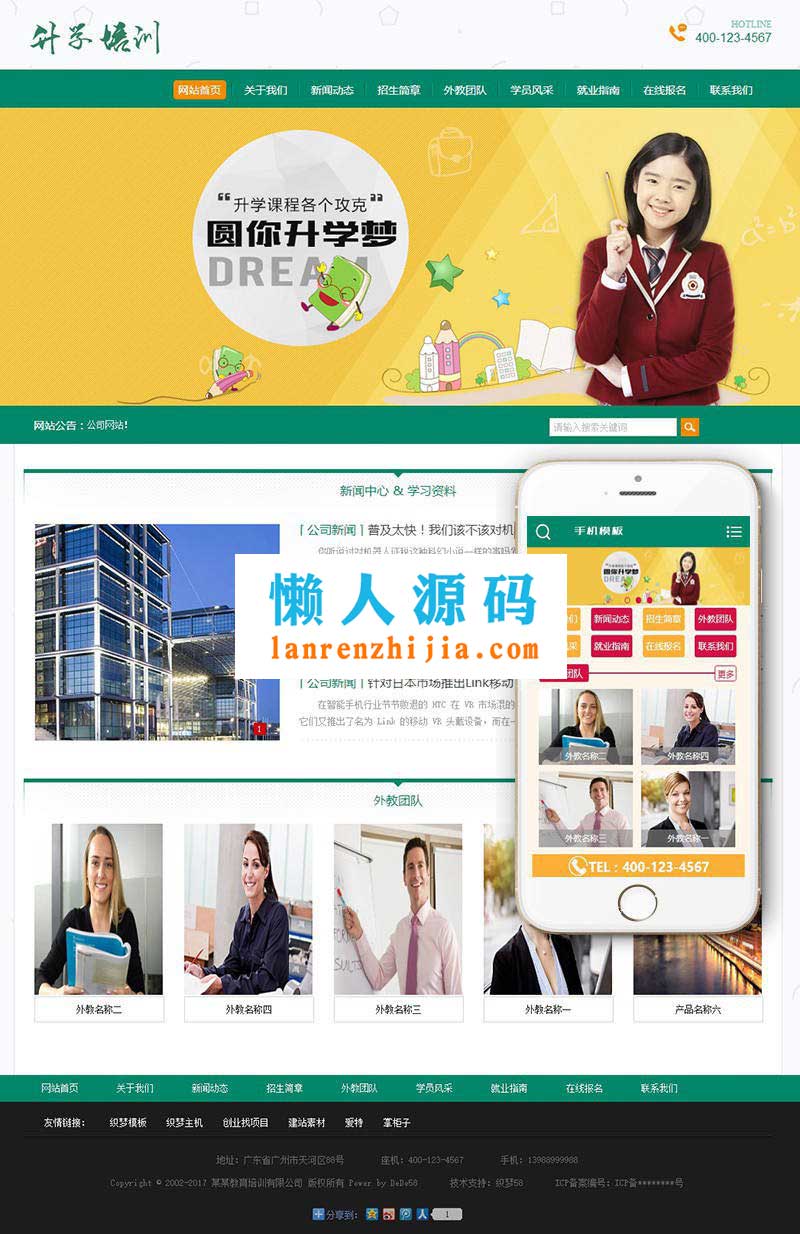 升学培训
HOTLINE
400-123-4567
网站首页 关于我们 新闻动态 招生简章 外教团队 学员风采 就业指南 在线报名 联系我们
“升学课程各个攻克”
圆你升学梦
DREAM
a²=b²
网站公告：公司网站！
请输入搜索关键词
新闻中心 & 学习资料
[ 公司新闻 ] 普及太快！我们该不该对机
懒人源码
lanrenzhijia.com
[ 公司新闻 ] 针对日本市场推出Link移动
在智能手机行业节节败退的 HTC 在 VR 市场混的
它们又推出了名为 Link 的移动 VR 头戴设备，而在一
1
手机模板
圆你升学梦
新闻动态 招生简章 外教团队
就业指南 在线报名 联系我们
更多
外教名称二 外教名称四
外教名称三 外教名称一
TEL：400-123-4567
外教团队
外教名称二 外教名称四 外教名称三 外教名称一 产品名称六
网站首页 关于我们 新闻动态 招生简章 外教团队 学员风采 就业指南 在线报名 联系我们
友情链接： 织梦模板 织梦主机 创业找项目 建站素材 爱特 掌柜子
地址：广东省广州市天河区88号 座机：400-123-4567 手机：13988999988
Copyright © 2002-2017 某某教育培训有限公司 版权所有 Power by DeDe58 技术支持：织梦58 ICP备案编号：ICP备********号
分享到： 1